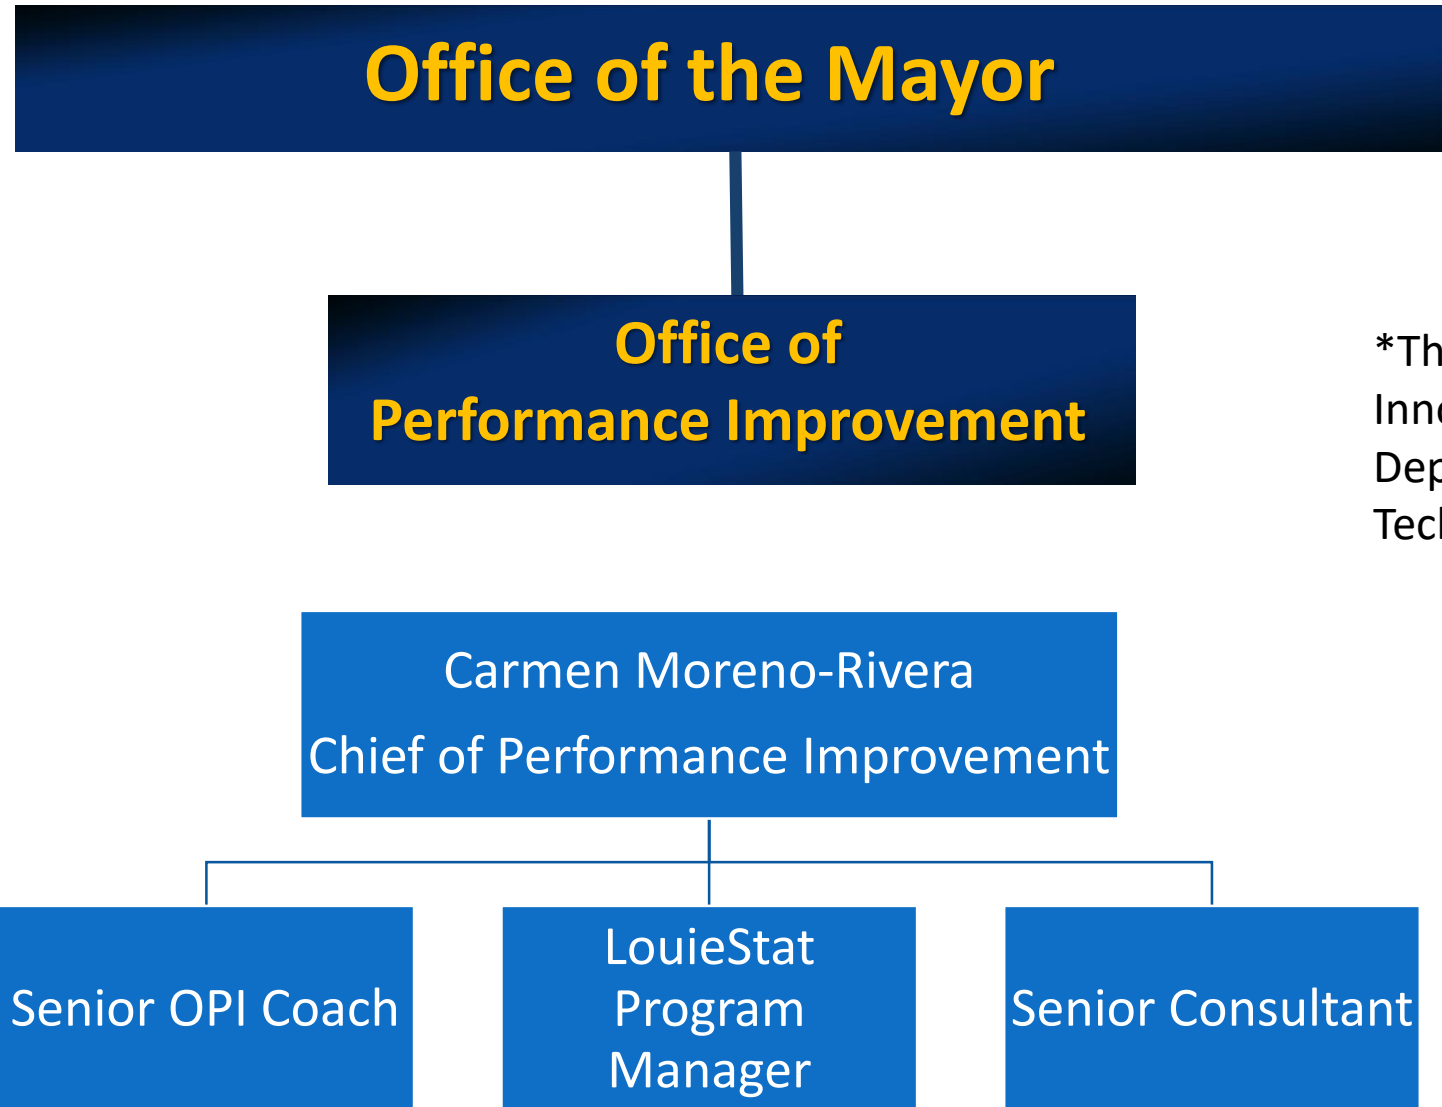 Office of the Mayor
Office of
Performance Improvement
Carmen Moreno-Rivera
Chief of Performance Improvement
Senior OPI Coach
LouieStat
Program
Manager
Senior Consultant